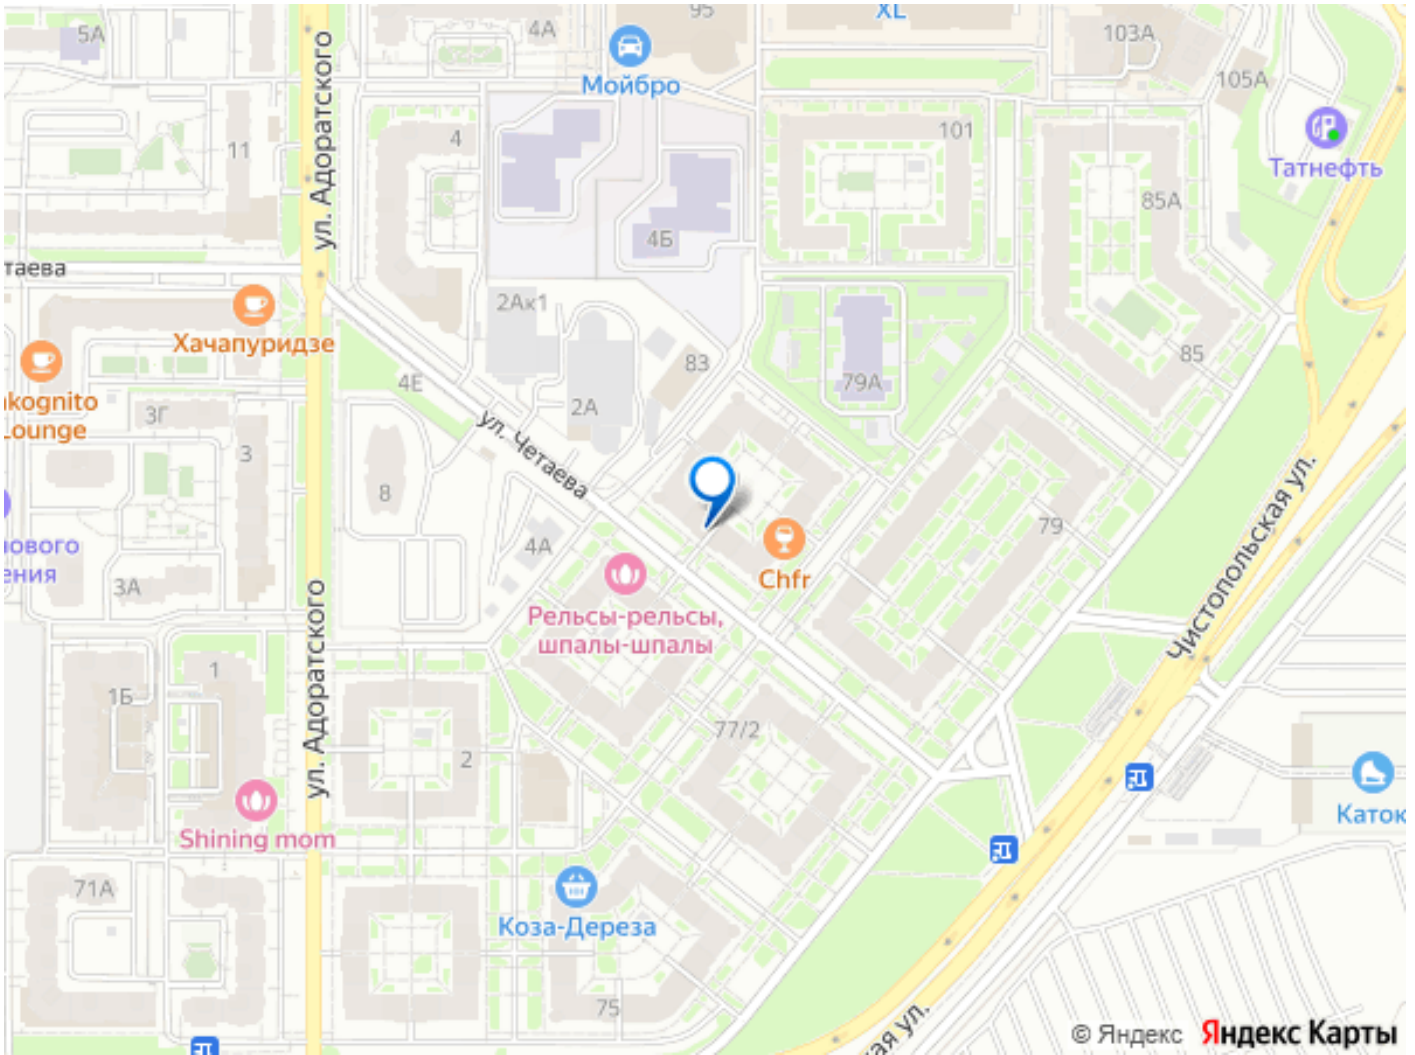 95
XL
5А
4А
103А
105А
Мойбро
ул. Адоратского
11
4
101
Татнефть
4Б
85А
таева
2Ак1
Хачапуридзе
83
85
79А
4Е
kognito
ounge
3Г
2А
ул. Четаева
3
8
79
Чистопольская ул.
ового
ения
4А
3А
Chfr
Рельсы-рельсы,
шпалы-шпалы
ул. Адоратского
1
1Б
77/2
2
Каток
Shining mom
71А
Коза-Дереза
75
ая ул.
© Яндекс Яндекс Карты